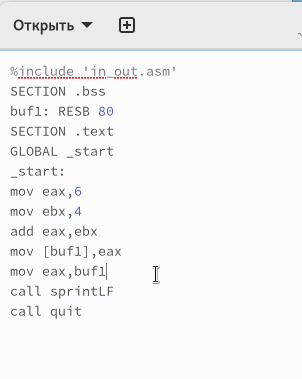 Открыть
%include 'in_out.asm'
SECTION .bss
buf1: RESB 80
SECTION .text
GLOBAL _start
_start:
mov eax,6
mov ebx,4
add eax,ebx
mov [buf1],eax
mov eax,buf1
call sprintLF
call quit